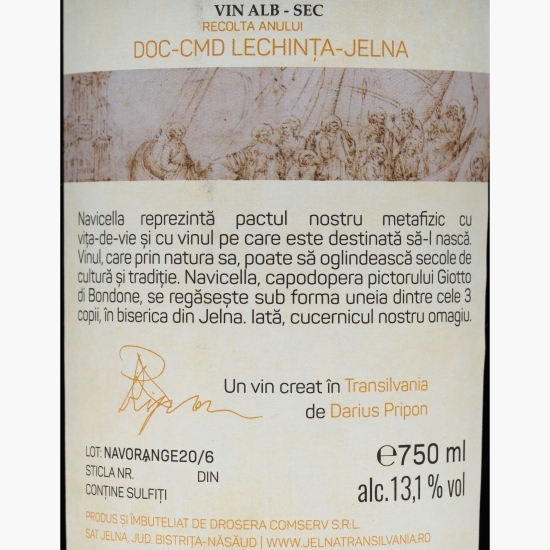 VIN ALB - SEC
RECOLTA ANULUI
DOC-CMD LECHINȚA-JELNA
Navicella reprezintă pactul nostru metafizic cu
vița-de-vie și cu vinul pe care este destinată să-l nască.
Vinul, care prin natura sa, poate să oglindească secole de
cultură și tradiție. Navicella, capodopera pictorului Giotto
di Bondone, se regăsește sub forma uneia dintre cele 3
copii, în biserica din Jelna. Iată, cucernicul nostru omagiu.
Pripon
Un vin creat în Transilvania
de Darius Pripon
LOT: NAVORANGE20/6
STICLA NR. DIN
CONȚINE SULFIȚI
℮750 ml
alc.13,1 % vol
PRODUS ȘI ÎMBUTELIAT DE DROSERA COMSERV S.R.L.
SAT JELNA, JUD. BISTRIȚA-NĂSĂUD | WWW.JELNATRANSILVANIA.RO